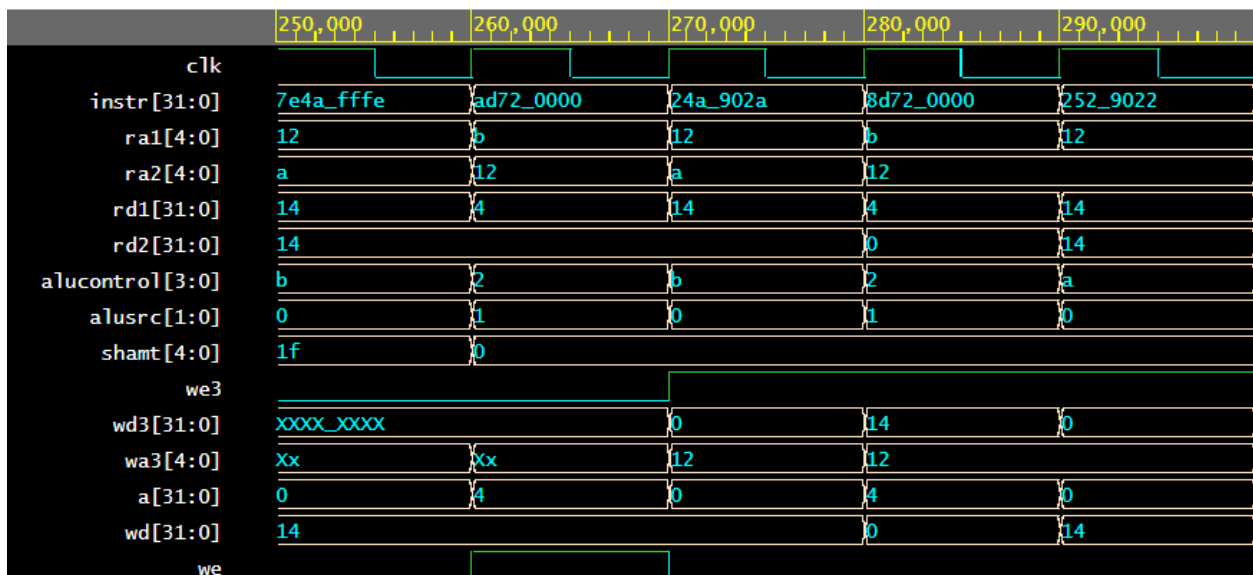 250,000 260,000 270,000 280,000 290,000
clk
instr[31:0] 7e4a_fffe ad72_0000 24a_902a 8d72_0000 252_9022
ra1[4:0] 12 b 12 b 12
ra2[4:0] a 12 a 12
rd1[31:0] 14 4 14 4 14
rd2[31:0] 14 0 14
alucontrol[3:0] b 2 b 2 a
alusrc[1:0] 0 1 0 1 0
shamt[4:0] 1f 0
we3
wd3[31:0] XXXX_XXXX 0 14 0
wa3[4:0] Xx Xx 12 12
a[31:0] 0 4 0 4 0
wd[31:0] 14 0 14
we